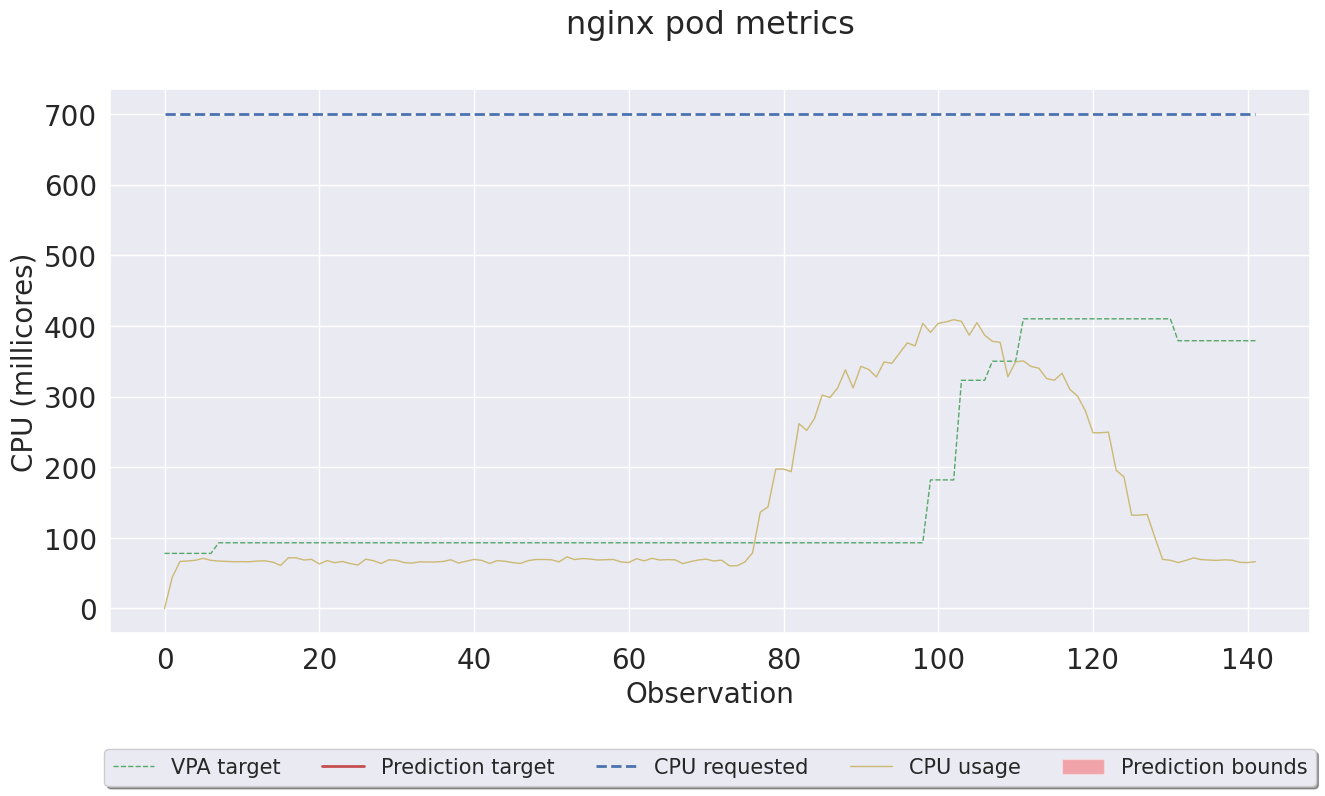 nginx pod metrics
700
600
500
400
300
200
100
0
CPU (millicores)
0 20 40 60 80 100 120 140
Observation
VPA target Prediction target CPU requested CPU usage Prediction bounds